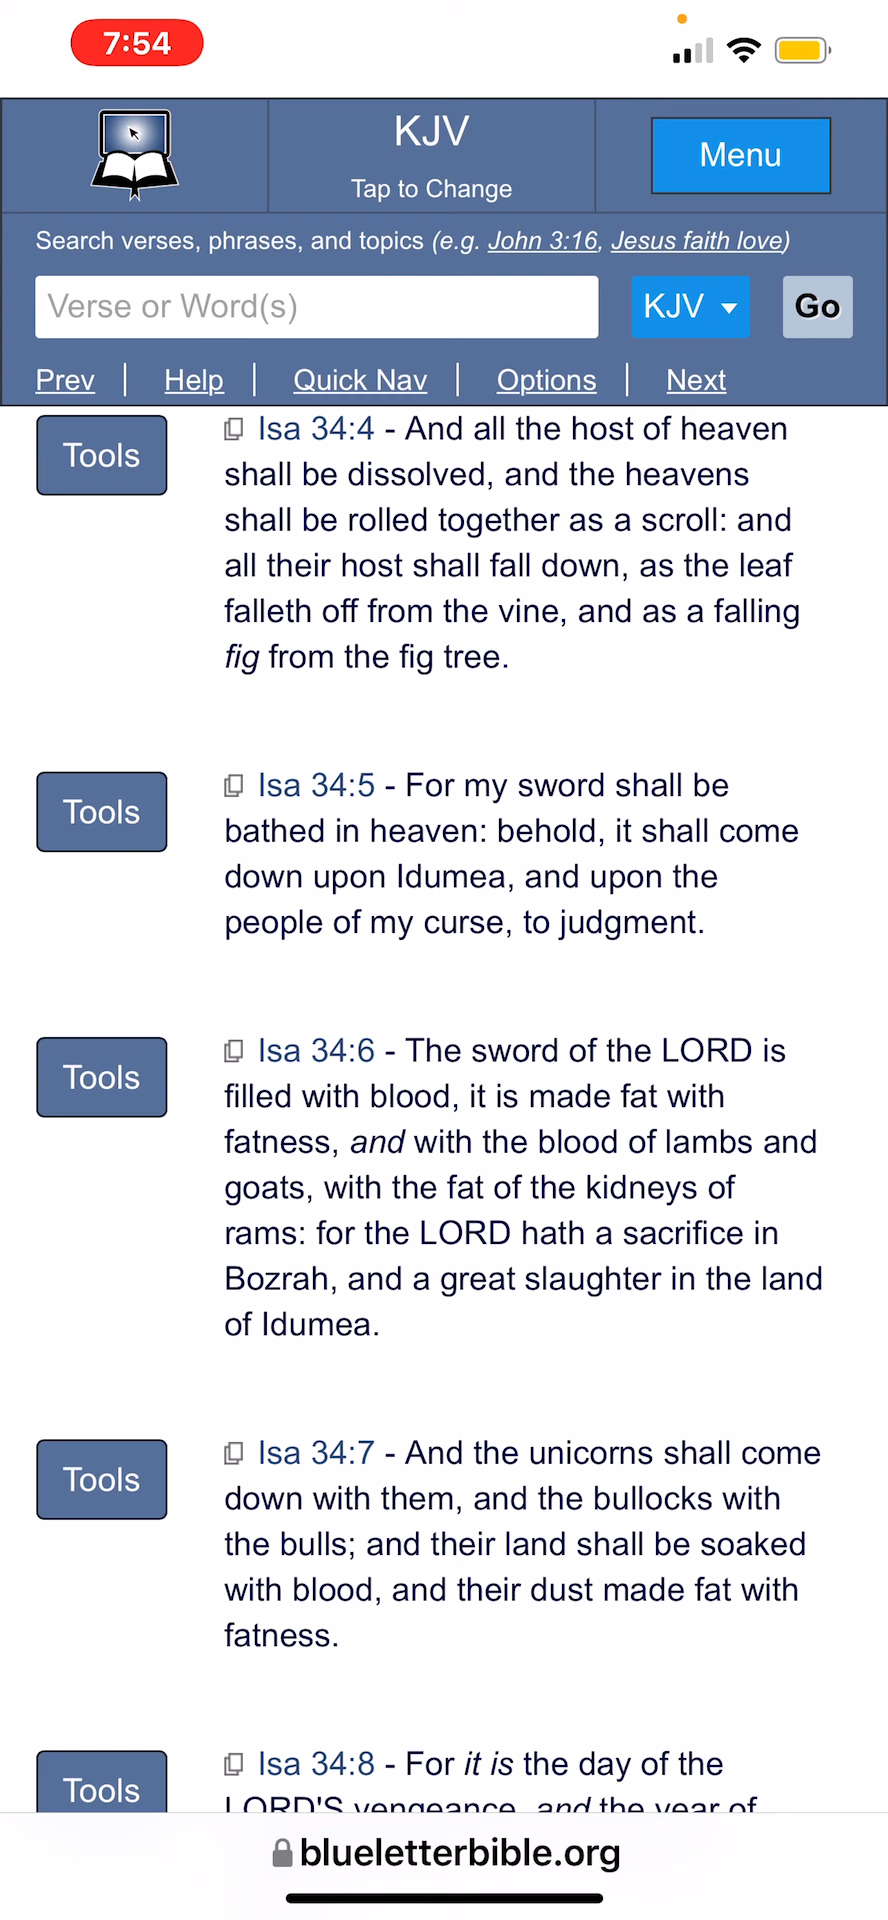 7:54
KJV
Tap to Change
Menu
Search verses, phrases, and topics (e.g. John 3:16, Jesus faith love)
Verse or Word(s)
KJV
Go
Prev | Help | Quick Nav | Options | Next
Tools
Isa 34:4 - And all the host of heaven
shall be dissolved, and the heavens
shall be rolled together as a scroll: and
all their host shall fall down, as the leaf
falleth off from the vine, and as a falling
fig from the fig tree.
Tools
Isa 34:5 - For my sword shall be
bathed in heaven: behold, it shall come
down upon Idumea, and upon the
people of my curse, to judgment.
Tools
Isa 34:6 - The sword of the LORD is
filled with blood, it is made fat with
fatness, and with the blood of lambs and
goats, with the fat of the kidneys of
rams: for the LORD hath a sacrifice in
Bozrah, and a great slaughter in the land
of Idumea.
Tools
Isa 34:7 - And the unicorns shall come
down with them, and the bullocks with
the bulls; and their land shall be soaked
with blood, and their dust made fat with
fatness.
Tools
Isa 34:8 - For it is the day of the
LORD'S vengeance, and the year of
blueletterbible.org